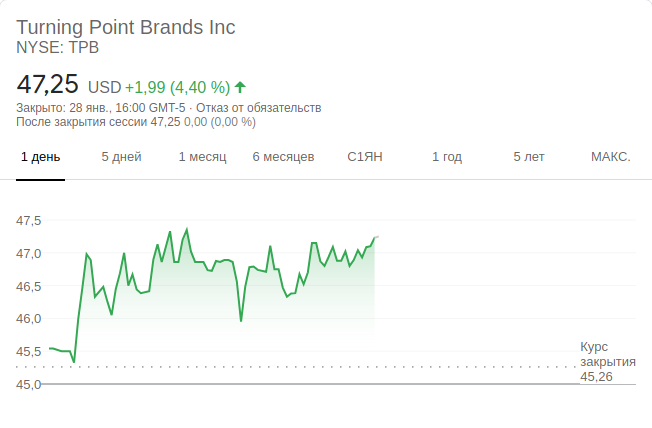 Turning Point Brands Inc
NYSE: TPB
47,25 USD +1,99 (4,40 %)
Закрыто: 28 янв., 16:00 GMT-5 · Отказ от обязательств
После закрытия сессии 47,25 0,00 (0,00 %)
1 день 5 дней 1 месяц 6 месяцев С1ЯН 1 год 5 лет МАКС.
47,5
47,0
46,5
46,0
45,5
45,0
Курс
закрытия
45,26